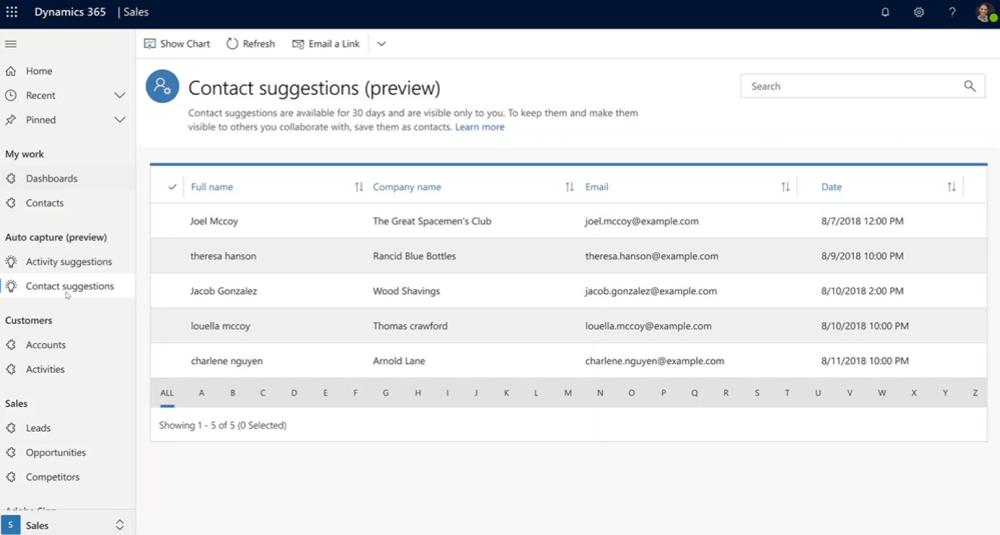 Dynamics 365 | Sales
Show Chart Refresh Email a Link
Home
Recent
Pinned
My work
Dashboards
Contacts
Auto capture (preview)
Activity suggestions
Contact suggestions
Customers
Accounts
Activities
Sales
Leads
Opportunities
Competitors
S Sales
Contact suggestions (preview)
Search
Contact suggestions are available for 30 days and are visible only to you. To keep them and make them
visible to others you collaborate with, save them as contacts. Learn more
Full name Company name Email Date
Joel Mccoy The Great Spacemen's Club joel.mccoy@example.com 8/7/2018 12:00 PM
theresa hanson Rancid Blue Bottles theresa.hanson@example.com 8/9/2018 10:00 PM
Jacob Gonzalez Wood Shavings jacob.gonzalez@example.com 8/10/2018 2:00 PM
louella mccoy Thomas crawford louella.mccoy@example.com 8/10/2018 10:00 PM
charlene nguyen Arnold Lane charlene.nguyen@example.com 8/11/2018 10:00 PM
ALL A B C D E F G H I J K L M N O P Q R S T U V W X Y Z
Showing 1 - 5 of 5 (0 Selected)